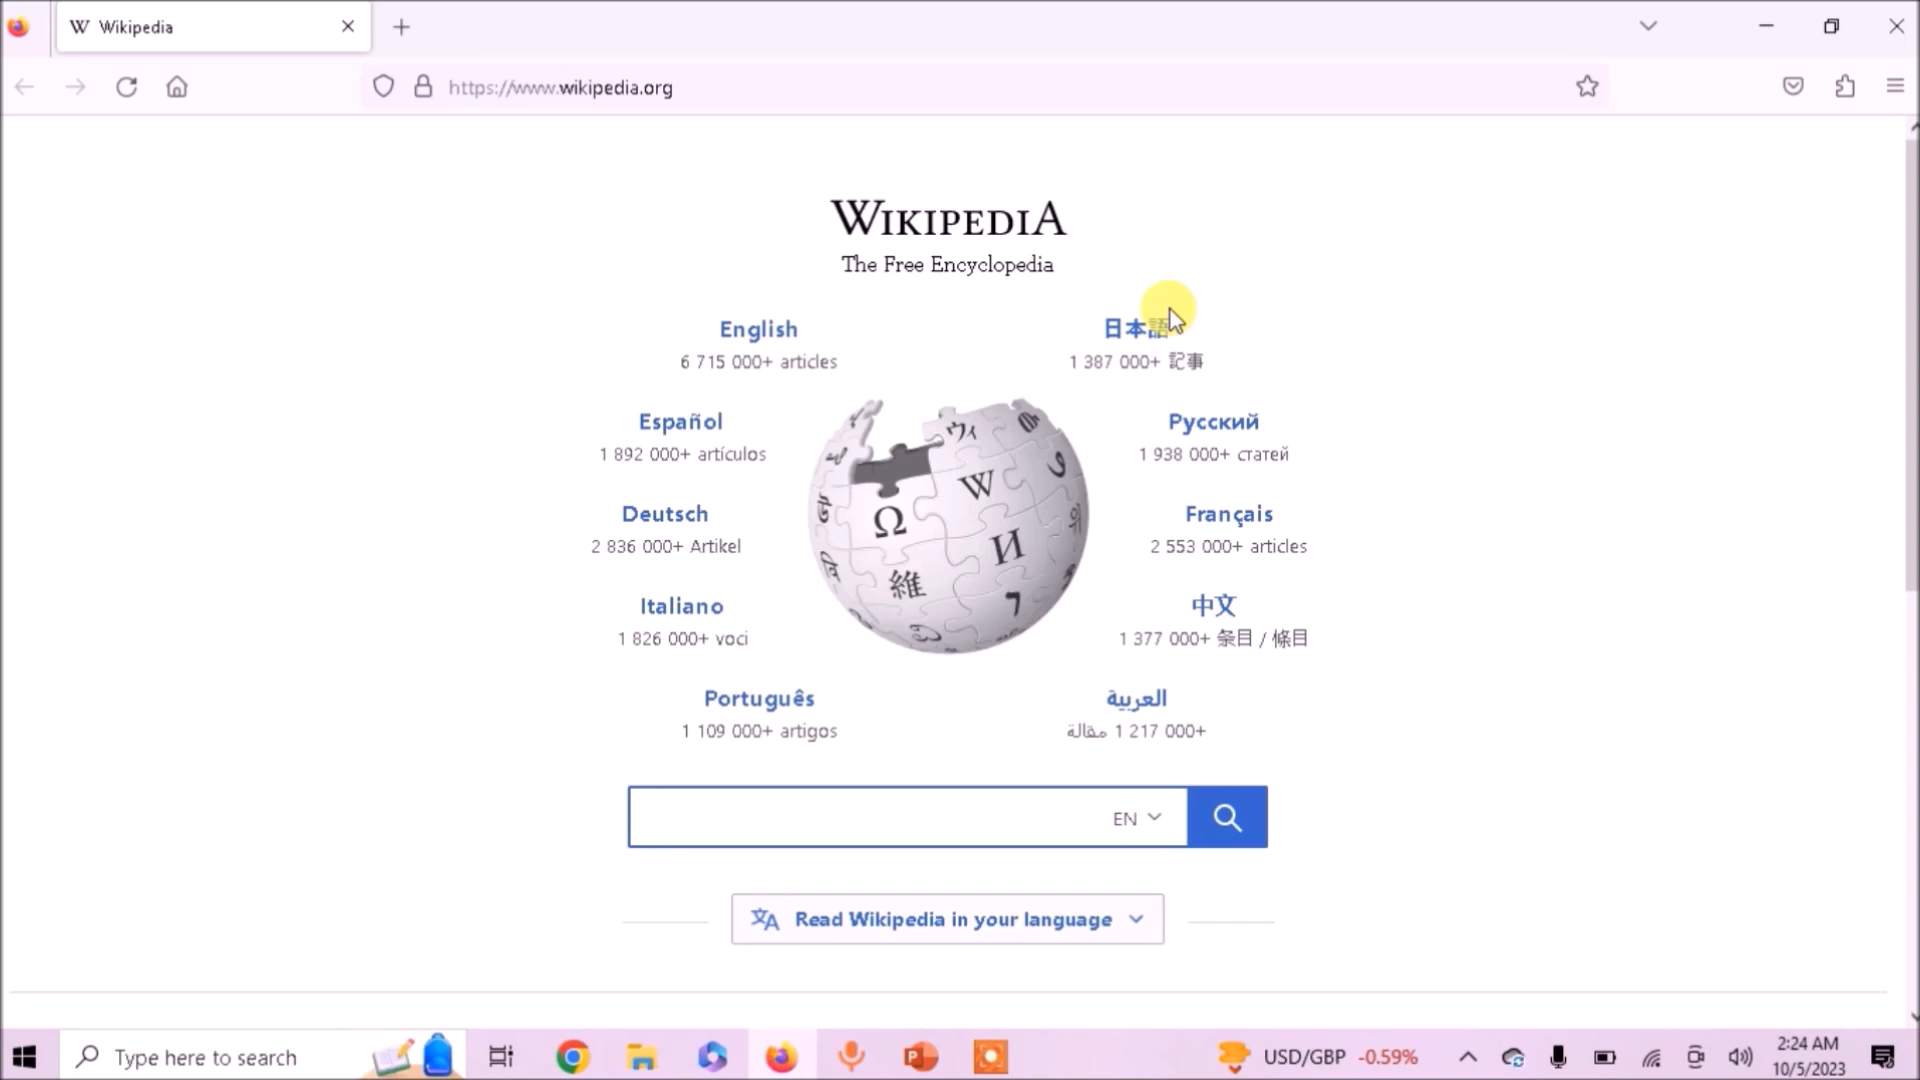 Wikipedia
https://www.wikipedia.org
WIKIPEDIA
The Free Encyclopedia
English
6 715 000+ articles
日本語
1 387 000+ 記事
Español
1 892 000+ artículos
Русский
1 938 000+ статей
Deutsch
2 836 000+ Artikel
Français
2 553 000+ articles
Italiano
1 826 000+ voci
中文
1 377 000+ 条目 / 條目
Português
1 109 000+ artigos
العربية
1 217 000+ مقالة
Ω
W
И
維
ウィ
EN
Read Wikipedia in your language
Type here to search
USD/GBP -0.59%
2:24 AM
10/5/2023